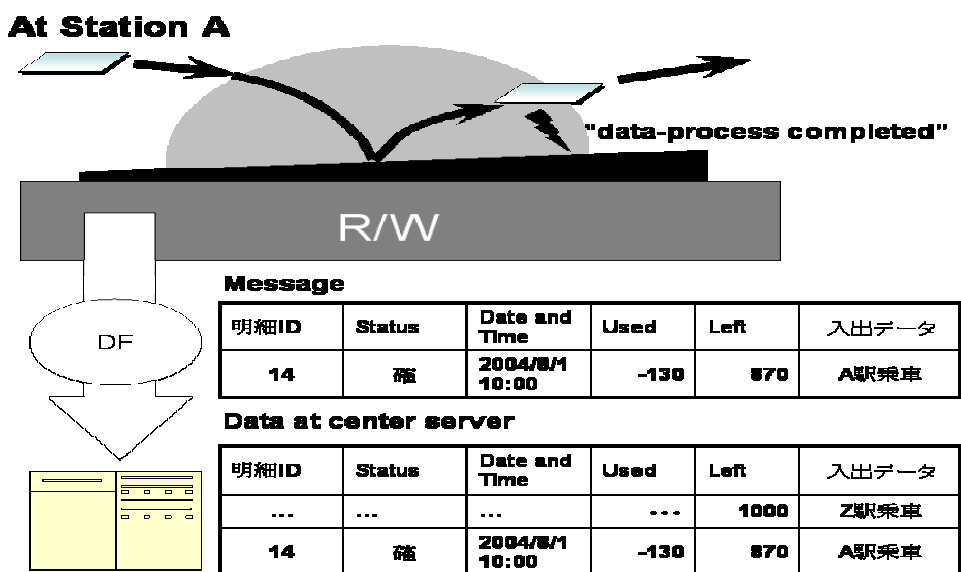 At Station A
"data-process completed"
R/W
DF
Message
明細ID Status Date and Time Used Left 入出データ
14 確 2004/8/1 10:00 -130 870 A駅乗車
Data at center server
明細ID Status Date and Time Used Left 入出データ
... ... ... ... 1000 Z駅乗車
14 確 2004/8/1 10:00 -130 870 A駅乗車